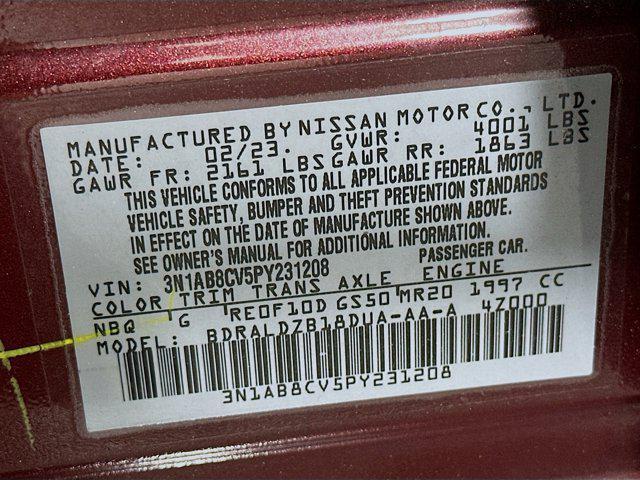 MANUFACTURED BY NISSAN MOTOR CO., LTD.
DATE: 02/23. GVWR: 4001 LBS
GAWR FR: 2161 LBS GAWR RR: 1863 LBS
THIS VEHICLE CONFORMS TO ALL APPLICABLE FEDERAL MOTOR
VEHICLE SAFETY, BUMPER AND THEFT PREVENTION STANDARDS
IN EFFECT ON THE DATE OF MANUFACTURE SHOWN ABOVE.
SEE OWNER'S MANUAL FOR ADDITIONAL INFORMATION.
VIN: 3N1AB8CV5PY231208 PASSENGER CAR.
COLOR TRIM TRANS AXLE ENGINE
NBQ G RE0F10D GS50 MR20 1997 CC
MODEL: BDRALDZB18DUA-AA-A 4Z000
3N1AB8CV5PY231208